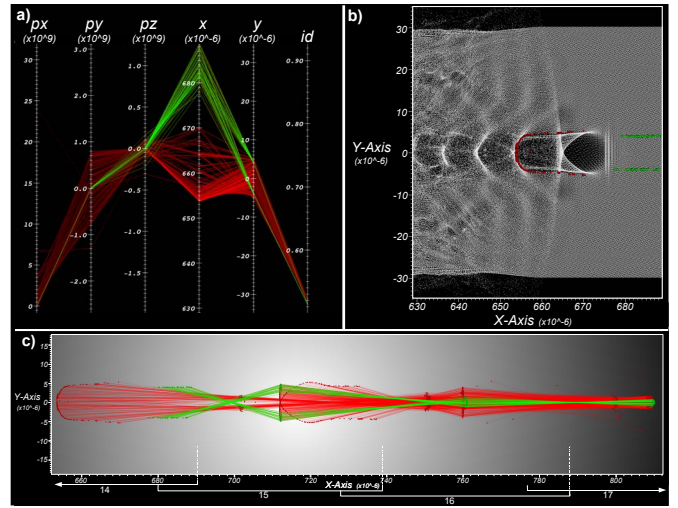 a)
px py pz x y id
(x10^9) (x10^9) (x10^9) (x10^-6) (x10^-6)
30 25 20 15 10 5 0
3.0 1.0 0.0 -1.0 -2.0
1.5 1.0 0.5 0.0 -0.5 -1.0 -1.5
680 660 650 640 630
30 20 10 0 -10 -20 -30
0.90 0.80 0.70 0.60
b)
30
20
10
Y-Axis 0
(x10^-6)
-10
-20
-30
630 640 650 660 670 680
X-Axis (x10^-6)
c)
15
10
5
Y-Axis 0
(x10^-6)
-5
-10
-15
660 680 700 720 740 760 780 800
X-Axis (x10^-6)
14 15 16 17